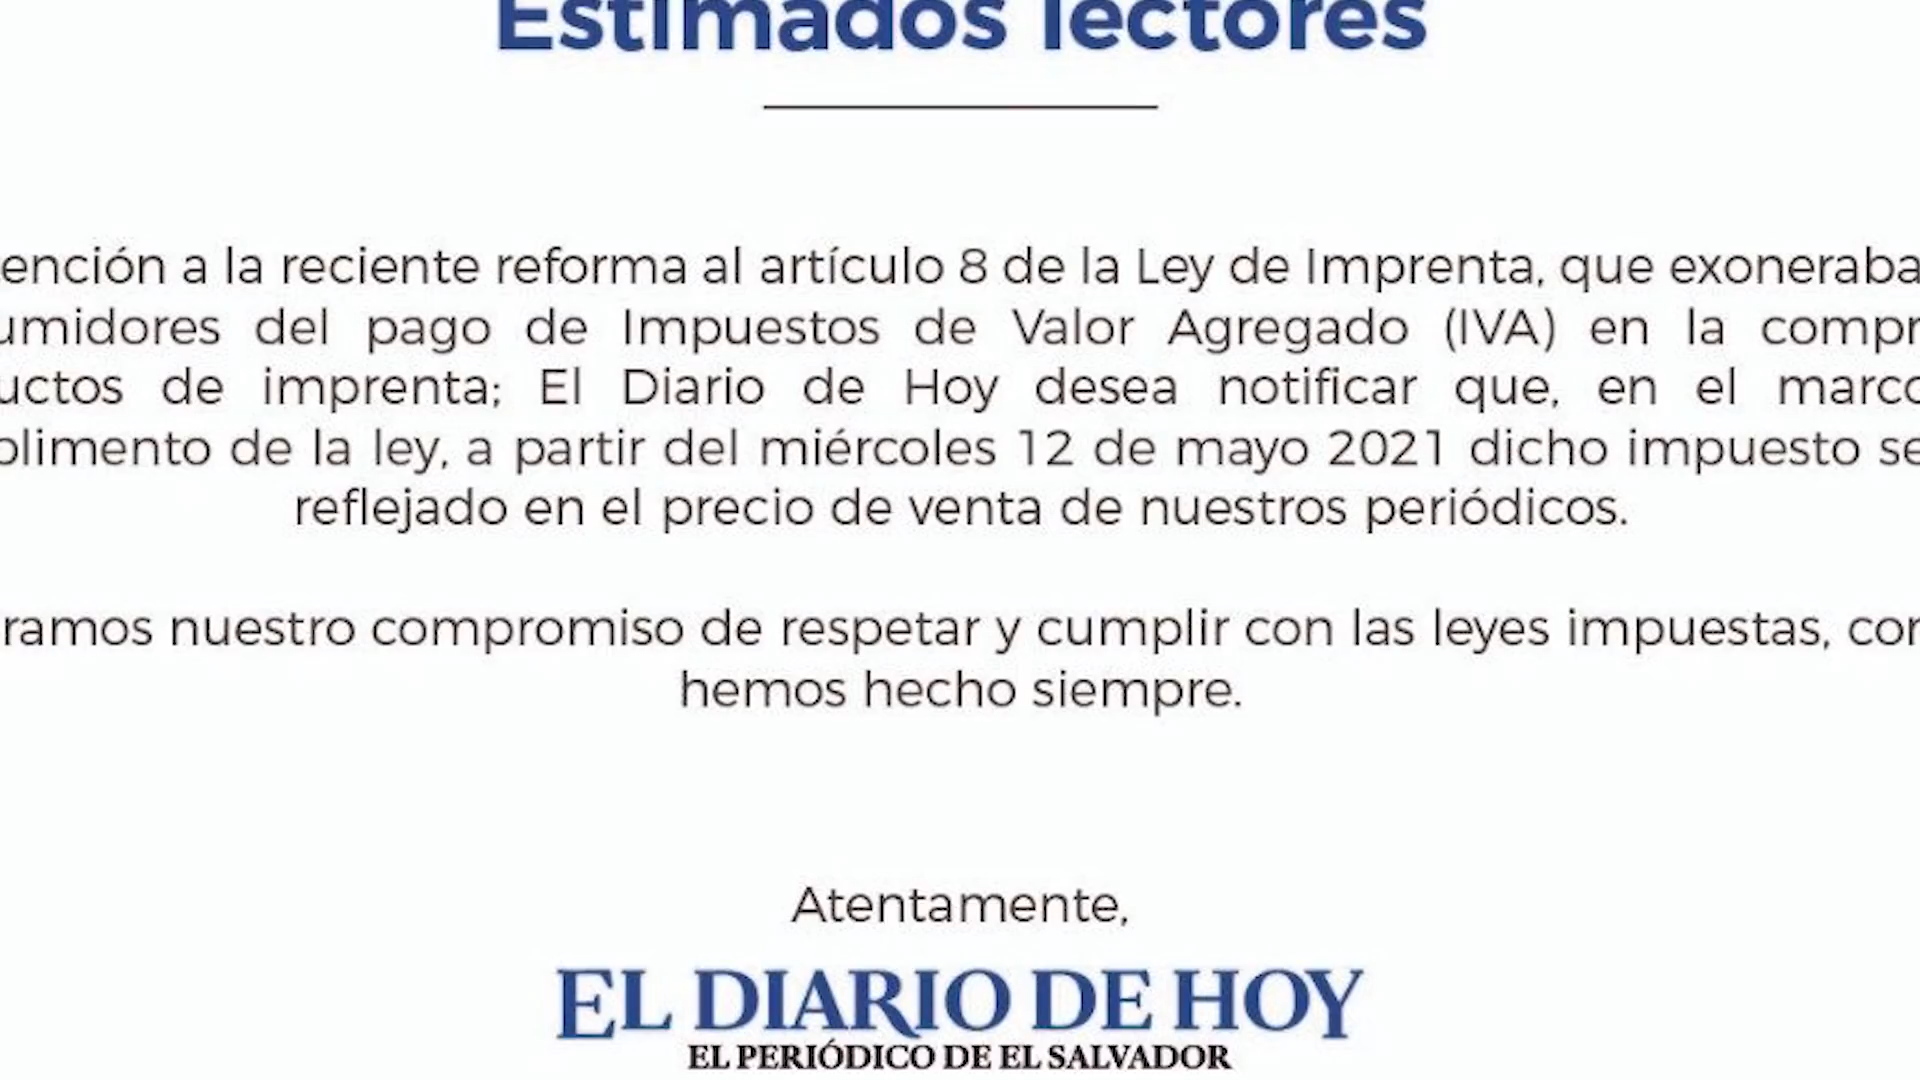 Estimados lectores
ención a la reciente reforma al artículo 8 de la Ley de Imprenta, que exoneraba
umidores del pago de Impuestos de Valor Agregado (IVA) en la compr
uctos de imprenta; El Diario de Hoy desea notificar que, en el marco
plimento de la ley, a partir del miércoles 12 de mayo 2021 dicho impuesto se
reflejado en el precio de venta de nuestros periódicos.
ramos nuestro compromiso de respetar y cumplir con las leyes impuestas, com
hemos hecho siempre.
Atentamente,
EL DIARIO DE HOY
EL PERIÓDICO DE EL SALVADOR